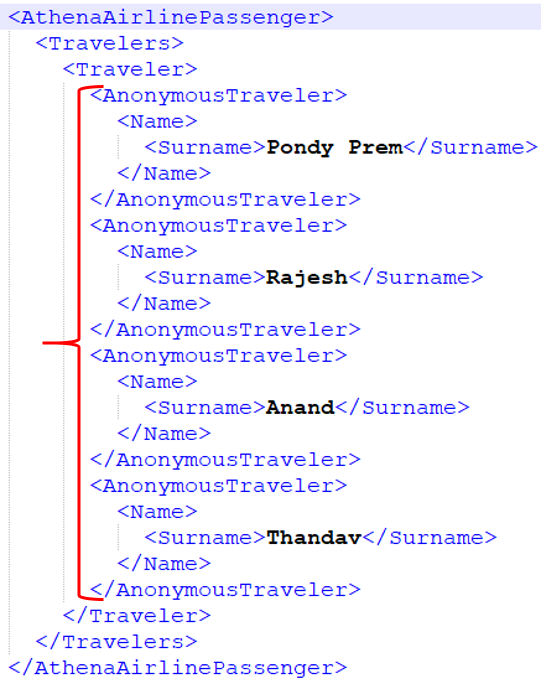 <AthenaAirlinePassenger>
<Travelers>
<Traveler>
<AnonymousTraveler>
<Name>
<Surname>Pondy Prem</Surname>
</Name>
</AnonymousTraveler>
<AnonymousTraveler>
<Name>
<Surname>Rajesh</Surname>
</Name>
</AnonymousTraveler>
<AnonymousTraveler>
<Name>
<Surname>Anand</Surname>
</Name>
</AnonymousTraveler>
<AnonymousTraveler>
<Name>
<Surname>Thandav</Surname>
</Name>
</AnonymousTraveler>
</Traveler>
</Travelers>
</AthenaAirlinePassenger>